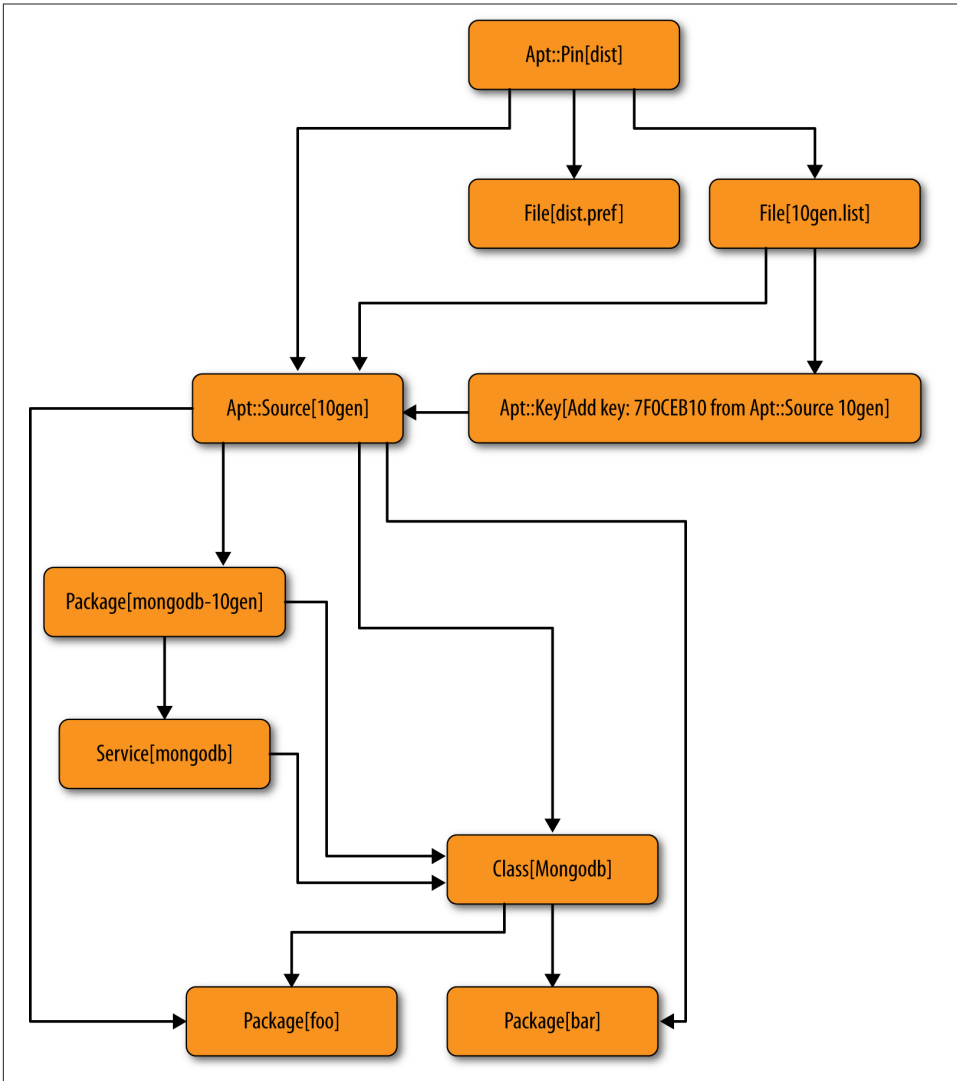 Apt::Pin[dist]
File[dist.pref]
File[10gen.list]
Apt::Source[10gen]
Apt::Key[Add key: 7F0CEB10 from Apt::Source 10gen]
Package[mongodb-10gen]
Service[mongodb]
Class[Mongodb]
Package[foo]
Package[bar]